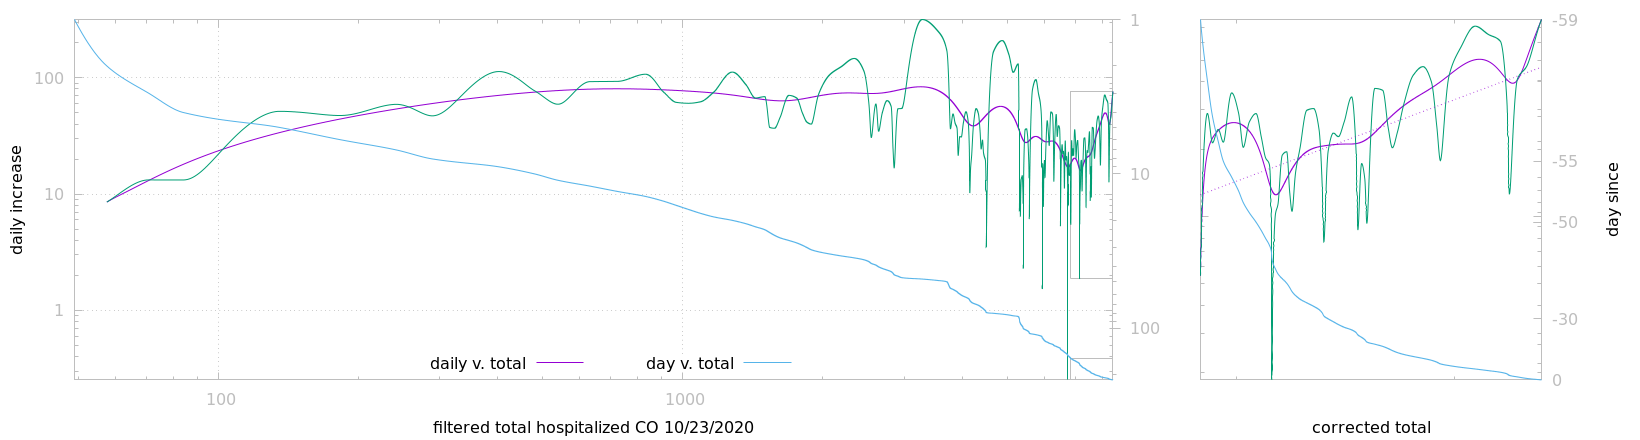 1
-59
100
10
-55
10
-50
daily increase
day since
1
100
-30
daily v. total
day v. total
0
100
1000
filtered total hospitalized CO 10/23/2020
corrected total